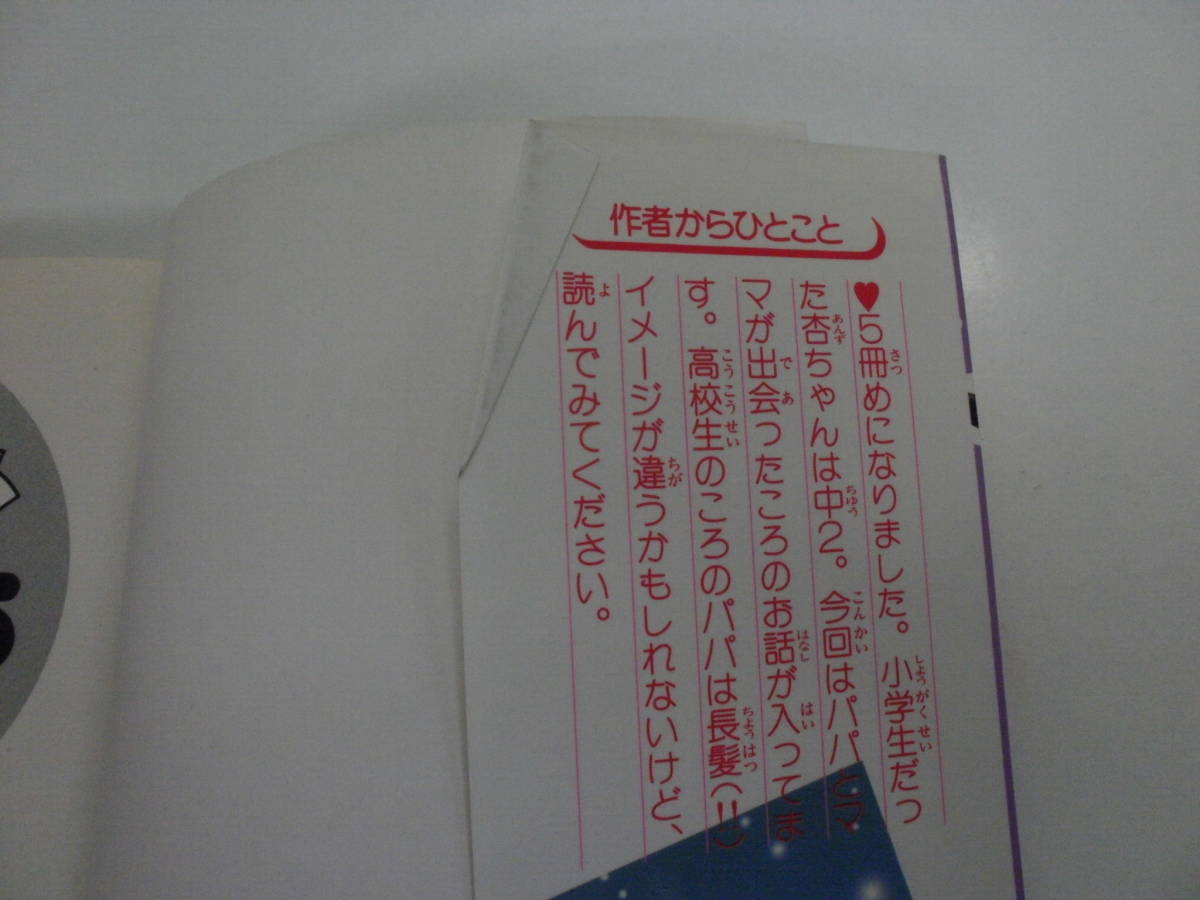 作者からひとこと
♥5冊めになりました。小学生だっ
た杏ちゃんは中2。今回はパパとマ
マが出会ったころのお話が入ってま
す。高校生のころのパパは長髪(!!)
イメージが違うかもしれないけど、
読んでみてください。